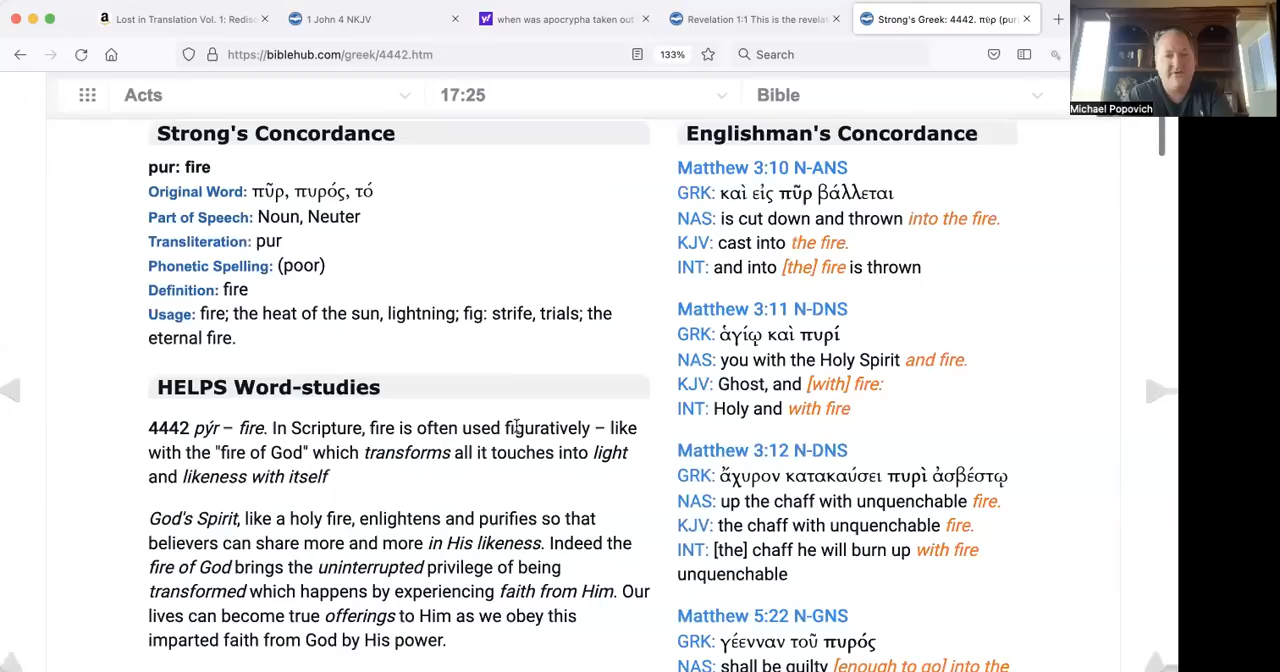 Lost in Translation Vol. 1: Redis
1 John 4 NKJV
when was apocrypha taken out
Revelation 1:1 This is the revelat
Strong's Greek: 4442. πῦρ (pur
https://biblehub.com/greek/4442.htm
133%
Search
Michael Popovich
Acts
17:25
Bible
Strong's Concordance
pur: fire
Original Word: πῦρ, πυρός, τό
Part of Speech: Noun, Neuter
Transliteration: pur
Phonetic Spelling: (poor)
Definition: fire
Usage: fire; the heat of the sun, lightning; fig: strife, trials; the
eternal fire.
HELPS Word-studies
4442 pýr – fire. In Scripture, fire is often used figuratively – like
with the "fire of God" which transforms all it touches into light
and likeness with itself
God's Spirit, like a holy fire, enlightens and purifies so that
believers can share more and more in His likeness. Indeed the
fire of God brings the uninterrupted privilege of being
transformed which happens by experiencing faith from Him. Our
lives can become true offerings to Him as we obey this
imparted faith from God by His power.
Englishman's Concordance
Matthew 3:10 N-ANS
GRK: καὶ εἰς πῦρ βάλλεται
NAS: is cut down and thrown into the fire.
KJV: cast into the fire.
INT: and into [the] fire is thrown
Matthew 3:11 N-DNS
GRK: ἁγίῳ καὶ πυρί
NAS: you with the Holy Spirit and fire.
KJV: Ghost, and [with] fire:
INT: Holy and with fire
Matthew 3:12 N-DNS
GRK: ἄχυρον κατακαύσει πυρὶ ἀσβέστῳ
NAS: up the chaff with unquenchable fire.
KJV: the chaff with unquenchable fire.
INT: [the] chaff he will burn up with fire
unquenchable
Matthew 5:22 N-GNS
GRK: γέενναν τοῦ πυρός
NAS: shall be guilty [enough to go] into the